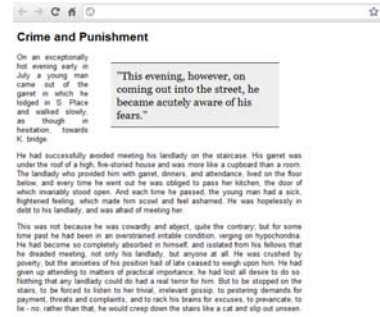 Crime and Punishment
On an exceptionally
hot evening early in
July a young man
came out of the
garret in which he
lodged in S. Place
and walked slowly,
as though in
hesitation, towards
K. bridge.
"This evening, however, on
coming out into the street, he
became acutely aware of his
fears."
He had successfully avoided meeting his landlady on the staircase. His garret was
under the roof of a high, five-storied house and was more like a cupboard than a room.
The landlady who provided him with garret, dinners, and attendance, lived on the floor
below, and every time he went out he was obliged to pass her kitchen, the door of
which invariably stood open. And each time he passed, the young man had a sick,
frightened feeling, which made him scowl and feel ashamed. He was hopelessly in
debt to his landlady, and was afraid of meeting her.
This was not because he was cowardly and abject, quite the contrary; but for some
time past he had been in an overstrained irritable condition, verging on hypochondria.
He had become so completely absorbed in himself, and isolated from his fellows that
he dreaded meeting, not only his landlady, but anyone at all. He was crushed by
poverty, but the anxieties of his position had of late ceased to weigh upon him. He had
given up attending to matters of practical importance; he had lost all desire to do so.
Nothing that any landlady could do had a real terror for him. But to be stopped on the
stairs, to be forced to listen to her trivial, irrelevant gossip, to pestering demands for
payment, threats and complaints, and to rack his brains for excuses, to prevaricate, to
lie - no, rather than that, he would creep down the stairs like a cat and slip out unseen.